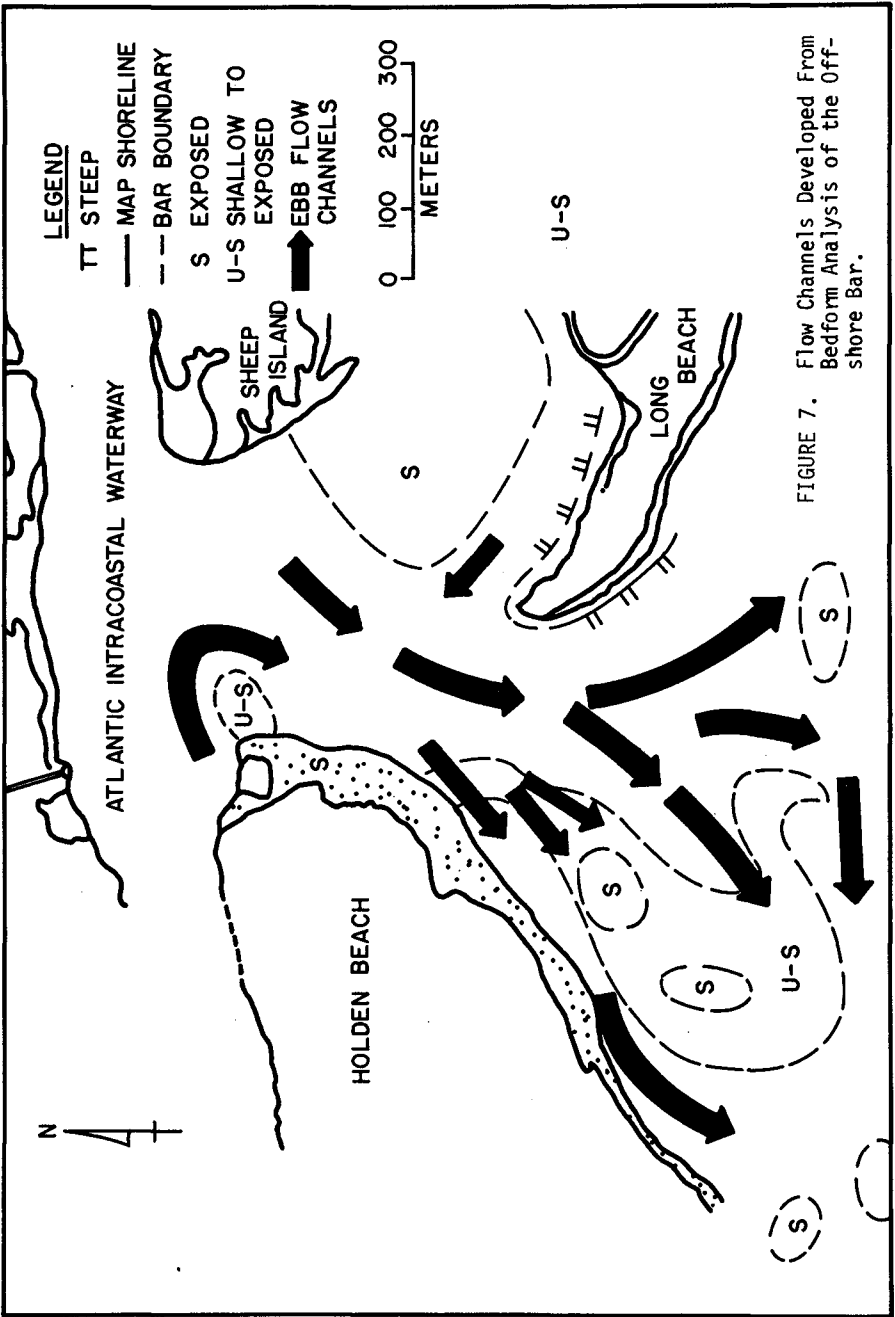 LEGEND
TT STEEP
MAP SHORELINE
BAR BOUNDARY
S EXPOSED
U-S SHALLOW TO
EXPOSED
EBB FLOW
CHANNELS
0 100 200 300
METERS
N
ATLANTIC INTRACOASTAL WATERWAY
SHEEP
ISLAND
U-S
S
S
HOLDEN BEACH
U-S
LONG
BEACH
S
S
U-S
S
S
FIGURE 7. Flow Channels Developed From
Bedform Analysis of the Off-
shore Bar.